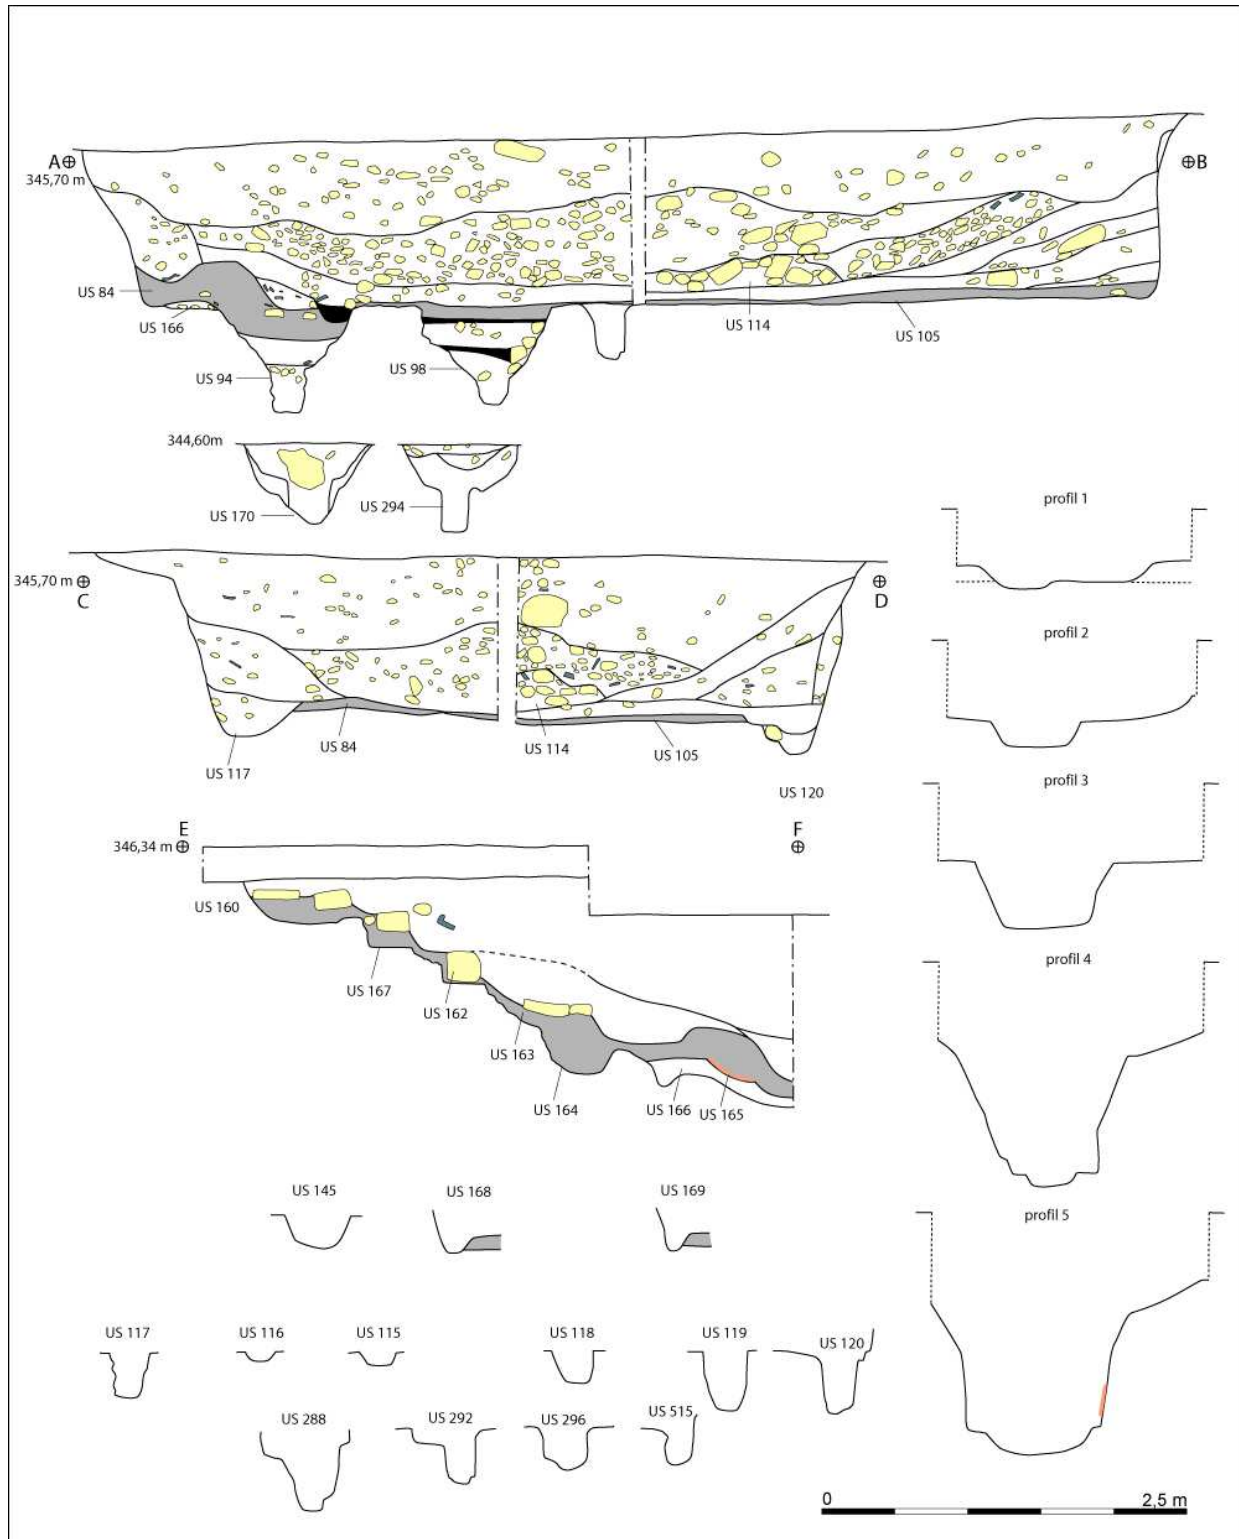 A
B
345,70 m
US 84
US 166
US 114
US 105
US 94
US 98
344,60m
US 170
US 294
profil 1
345,70 m
C
D
profil 2
US 84
US 114
US 105
US 117
US 120
profil 3
E
F
346,34 m
US 160
US 167
US 162
US 163
US 164
US 166
US 165
profil 4
US 145
US 168
US 169
profil 5
US 117
US 116
US 115
US 118
US 119
US 120
US 288
US 292
US 296
US 515
0
2,5 m